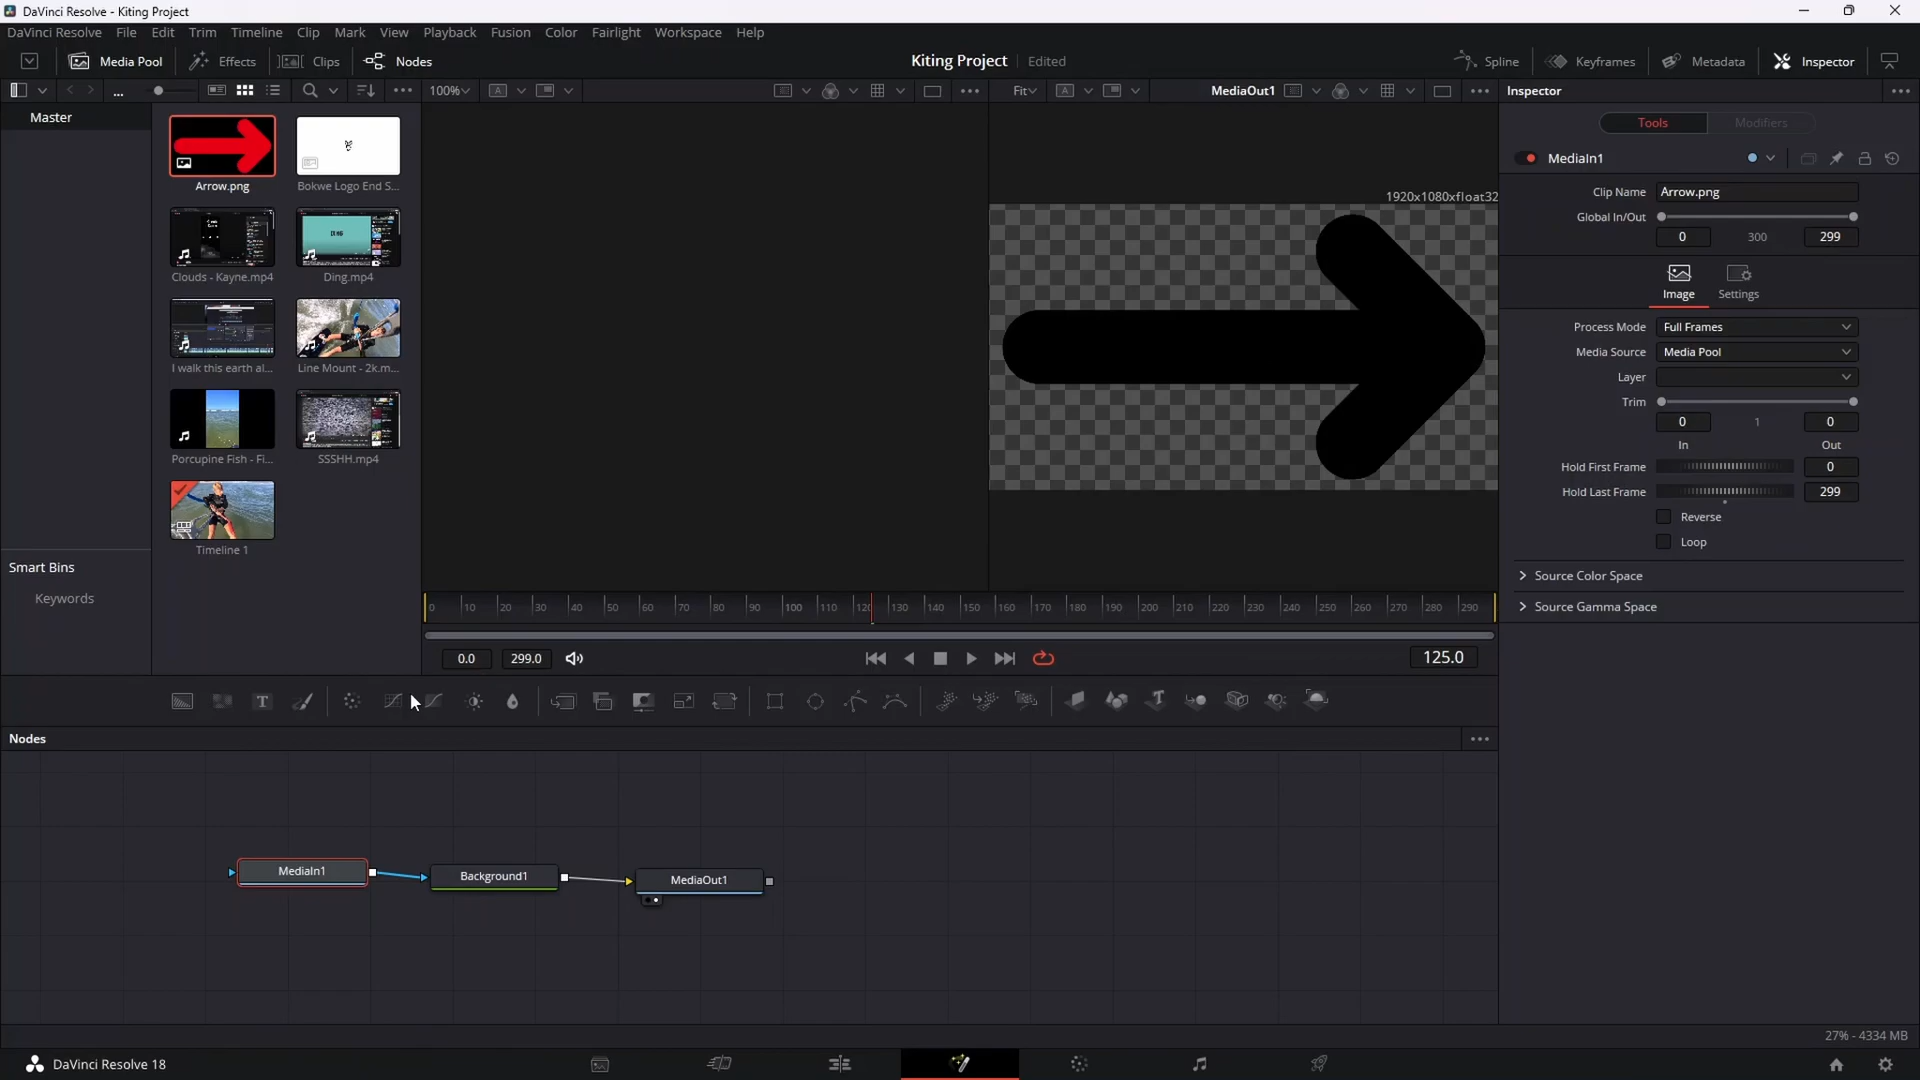 DaVinci Resolve - Kiting Project
DaVinci Resolve File Edit Trim Timeline Clip Mark View Playback Fusion Color Fairlight Workspace Help
Media Pool Effects Clips Nodes Kiting Project Edited Spline Keyframes Metadata Inspector
... 100% A Fit A MediaOut1 Inspector
Master
Tools Modifiers
MediaIn1
Arrow.png Bokwe Logo End S...
Clip Name Arrow.png
1920x1080xfloat32
Global In/Out
0 300 299
DING
Clouds - Kayne.mp4 Ding.mp4
Image Settings
Process Mode Full Frames
Media Source Media Pool
I walk this earth al... Line Mount - 2k.m...
Layer
Trim
0 1 0
In Out
Porcupine Fish - Fi... SSSHH.mp4
Hold First Frame 0
Hold Last Frame 299
Reverse
Timeline 1
Loop
Smart Bins
Source Color Space
Keywords
Source Gamma Space
0 10 20 30 40 50 60 70 80 90 100 110 120 130 140 150 160 170 180 190 200 210 220 230 240 250 260 270 280 290
0.0 299.0 125.0
T T
Nodes
MediaIn1 Background1 MediaOut1
27% - 4334 MB
DaVinci Resolve 18